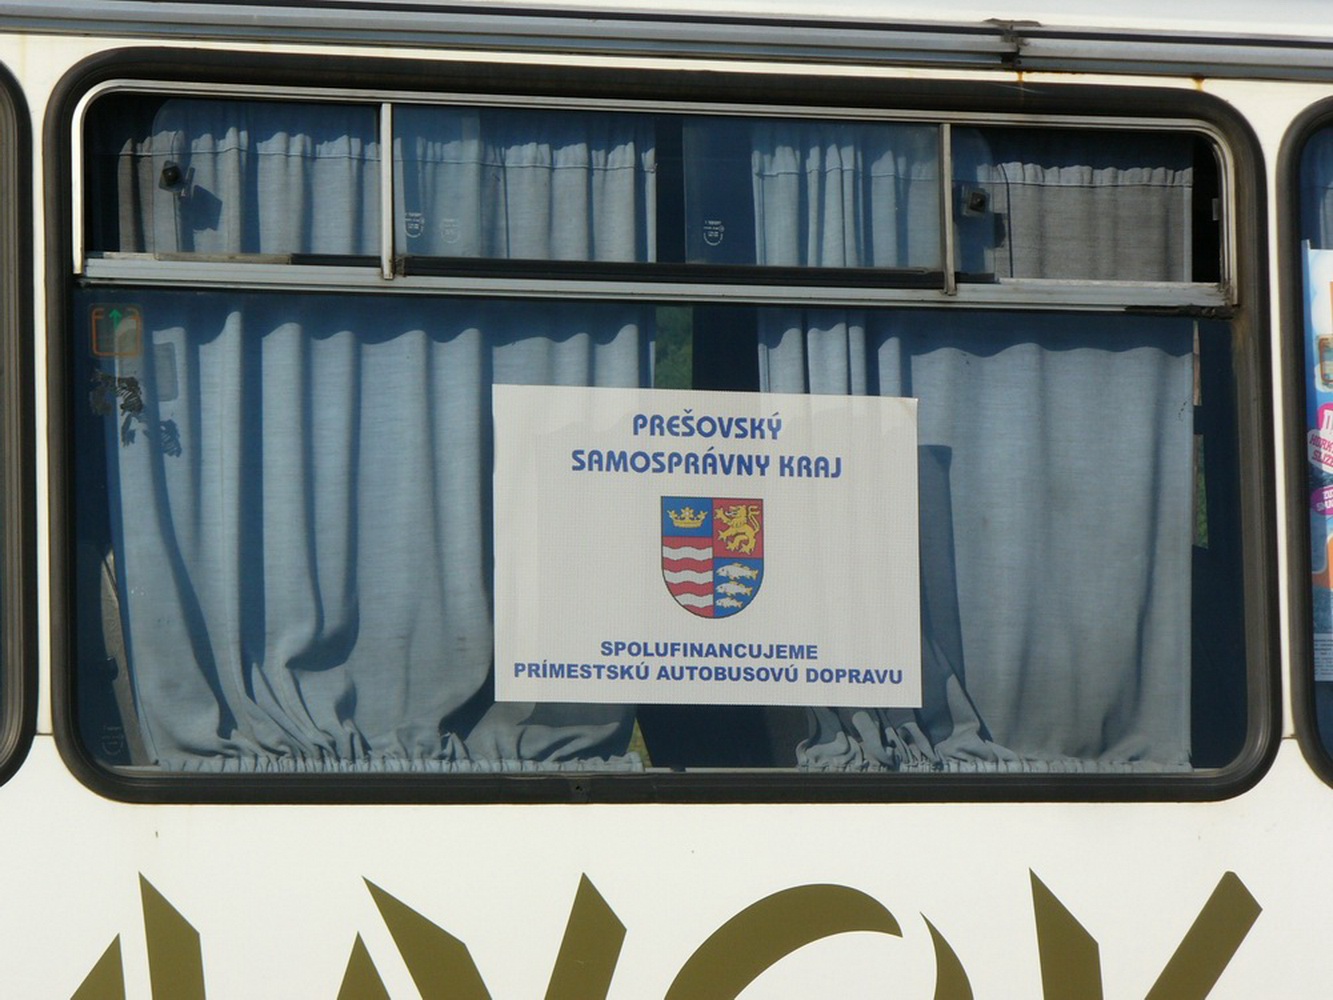 PREŠOVSKÝ
SAMOSPRÁVNY KRAJ
SPOLUFINANCUJEME
PRÍMESTSKÚ AUTOBUSOVÚ DOPRAVU